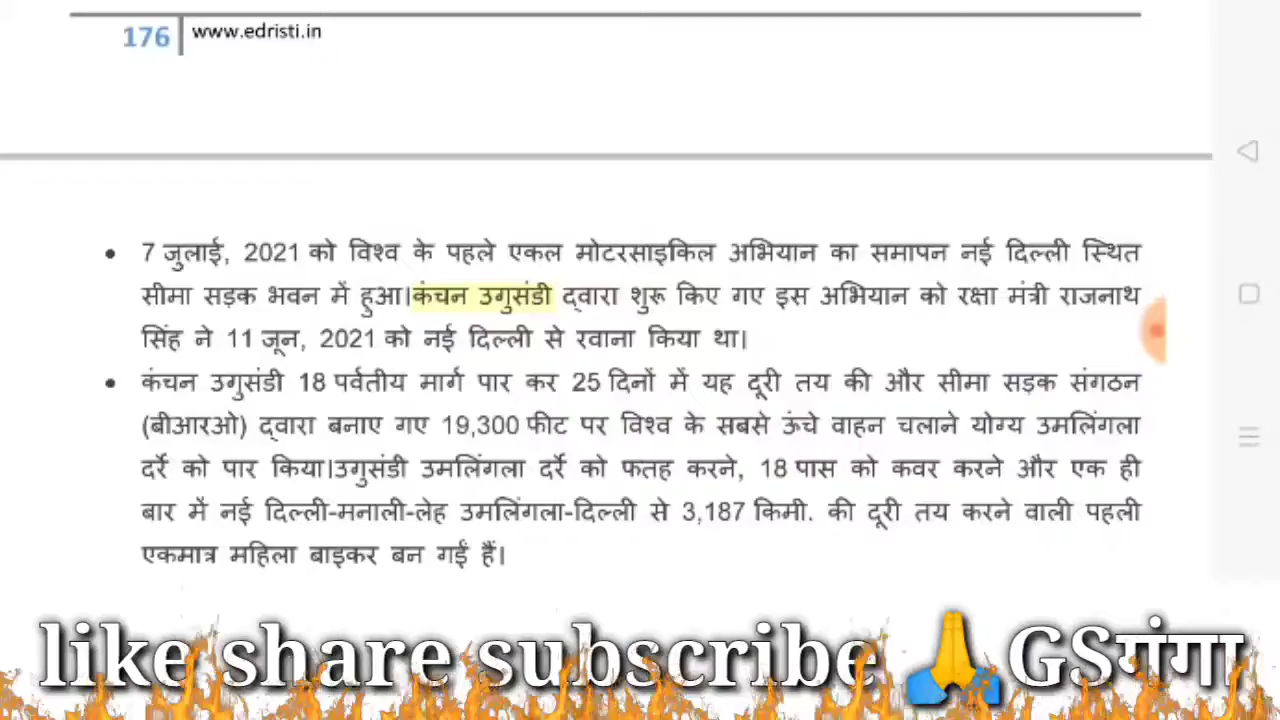 176 www.edristi.in
• 7 जुलाई, 2021 को विश्व के पहले एकल मोटरसाइकिल अभियान का समापन नई दिल्ली स्थित
सीमा सड़क भवन में हुआ।कंचन उगुसंडी द्वारा शुरू किए गए इस अभियान को रक्षा मंत्री राजनाथ
सिंह ने 11 जून, 2021 को नई दिल्ली से रवाना किया था।
• कंचन उगुसंडी 18 पर्वतीय मार्ग पार कर 25 दिनों में यह दूरी तय की और सीमा सड़क संगठन
(बीआरओ) द्वारा बनाए गए 19,300 फीट पर विश्व के सबसे ऊंचे वाहन चलाने योग्य उमलिंगला
दर्रे को पार किया।उगुसंडी उमलिंगला दर्रे को फतह करने, 18 पास को कवर करने और एक ही
बार में नई दिल्ली-मनाली-लेह उमलिंगला-दिल्ली से 3,187 किमी. की दूरी तय करने वाली पहली
एकमात्र महिला बाइकर बन गईं हैं।
like share subscribe 🙏 GSगंगा